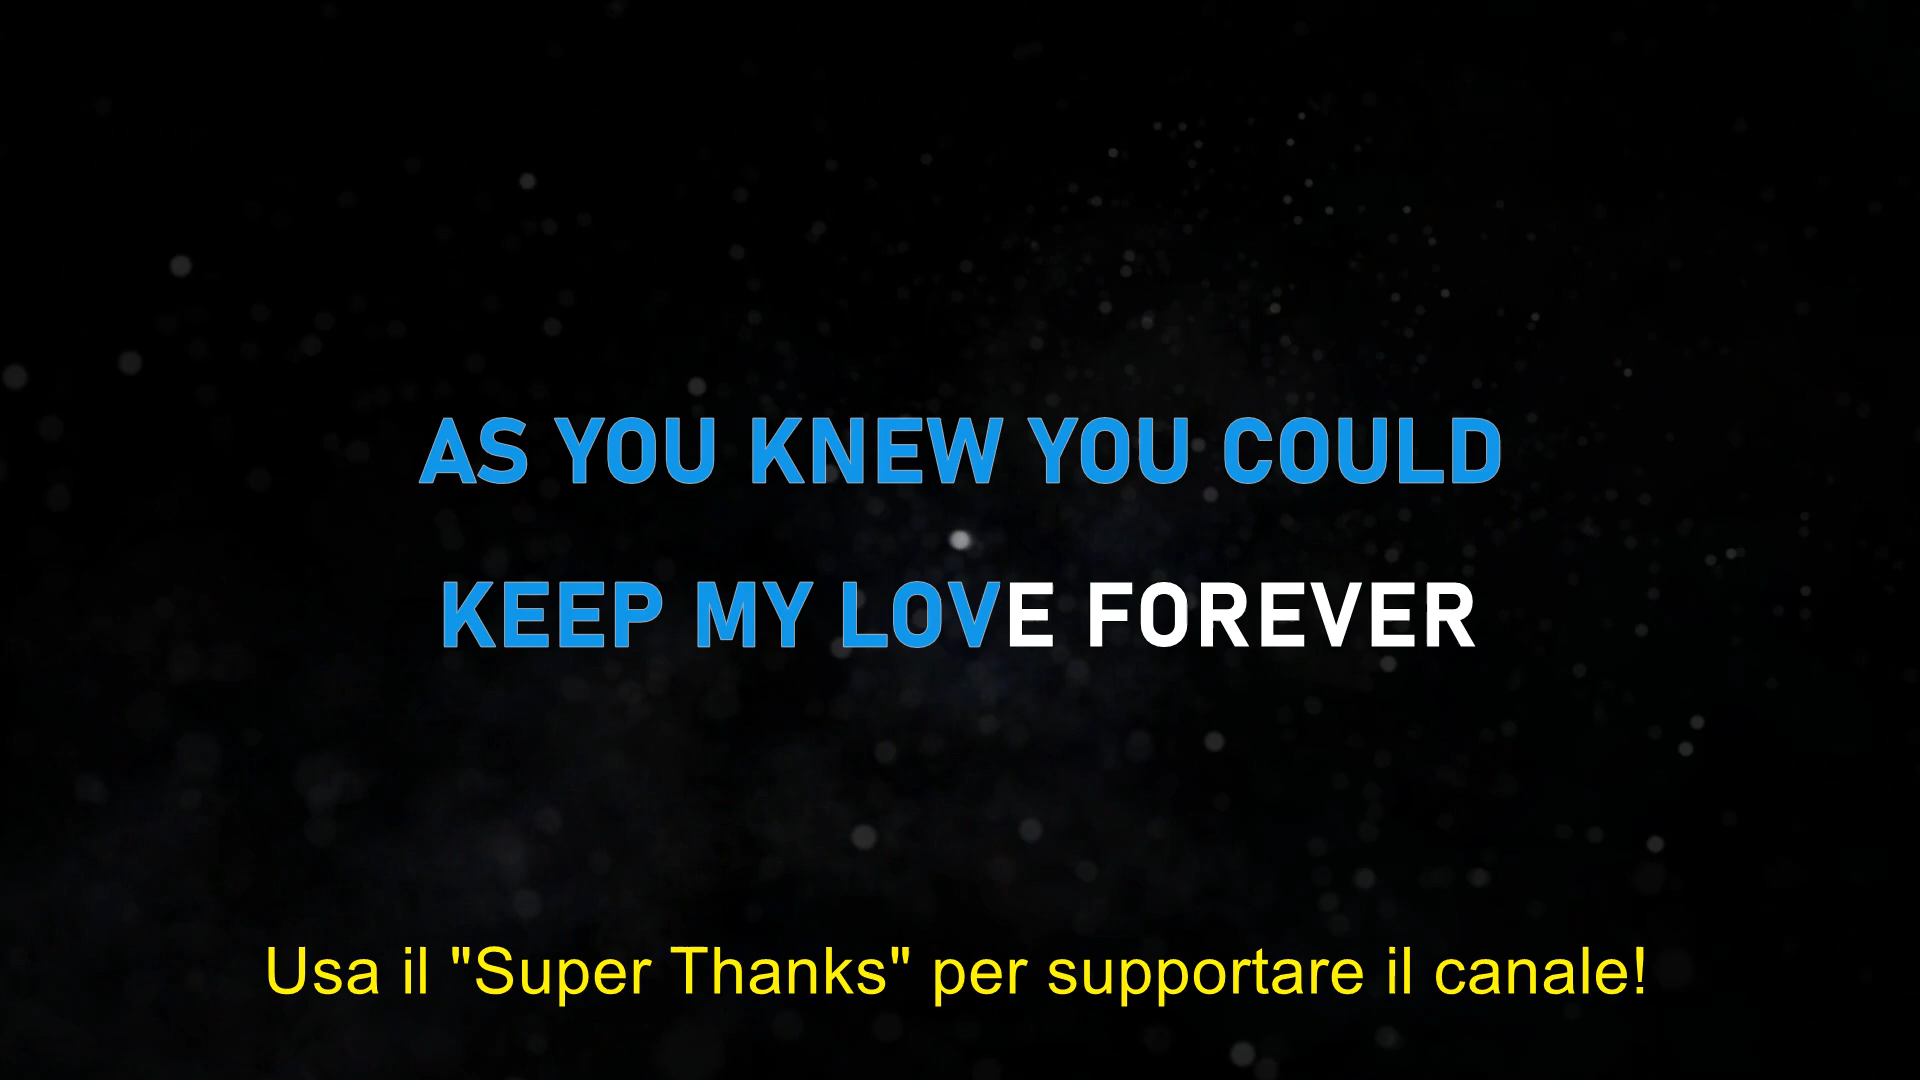 AS YOU KNEW YOU COULD
KEEP MY LOVE FOREVER
Usa il "Super Thanks" per supportare il canale!